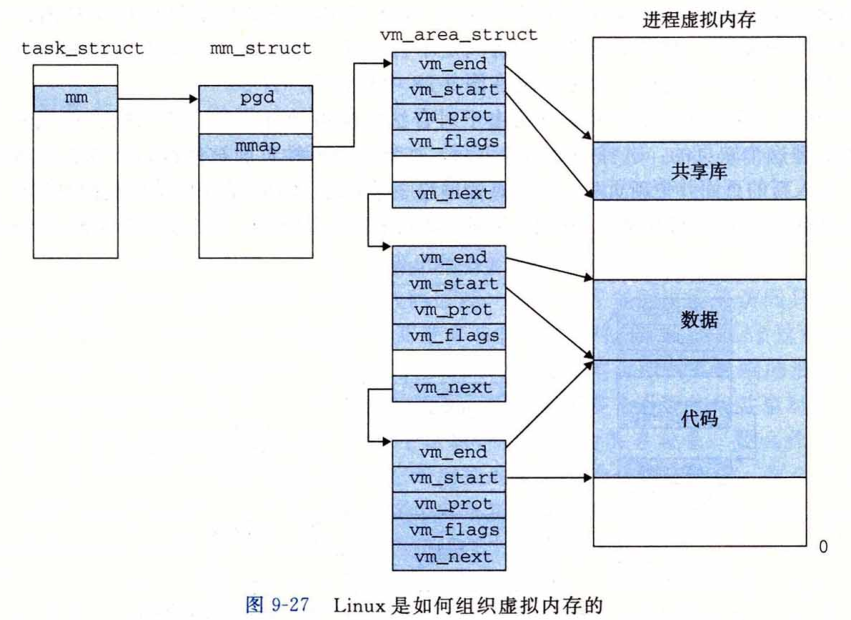 task_struct
mm
mm_struct
pgd
mmap
vm_area_struct
vm_end
vm_start
vm_prot
vm_flags
vm_next
vm_end
vm_start
vm_prot
vm_flags
vm_next
vm_end
vm_start
vm_prot
vm_flags
vm_next
进程虚拟内存
共享库
数据
代码
0
图 9-27 Linux 是如何组织虚拟内存的